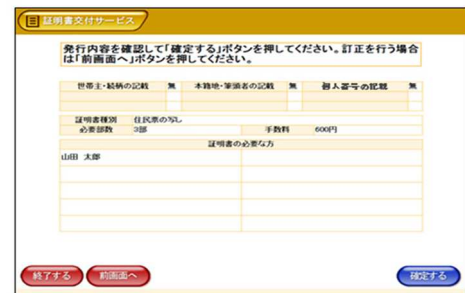 証明書交付サービス
発行内容を確認して「確定する」ボタンを押してください。訂正を行う場合
は「前画面へ」ボタンを押してください。
世帯主・続柄の記載 無 本籍地・筆頭者の記載 無 個人番号の記載 無
証明書種別 住民票の写し
必要部数 3部 手数料 600円
証明書の必要な方
山田 太郎
終了する 前画面へ 確定する